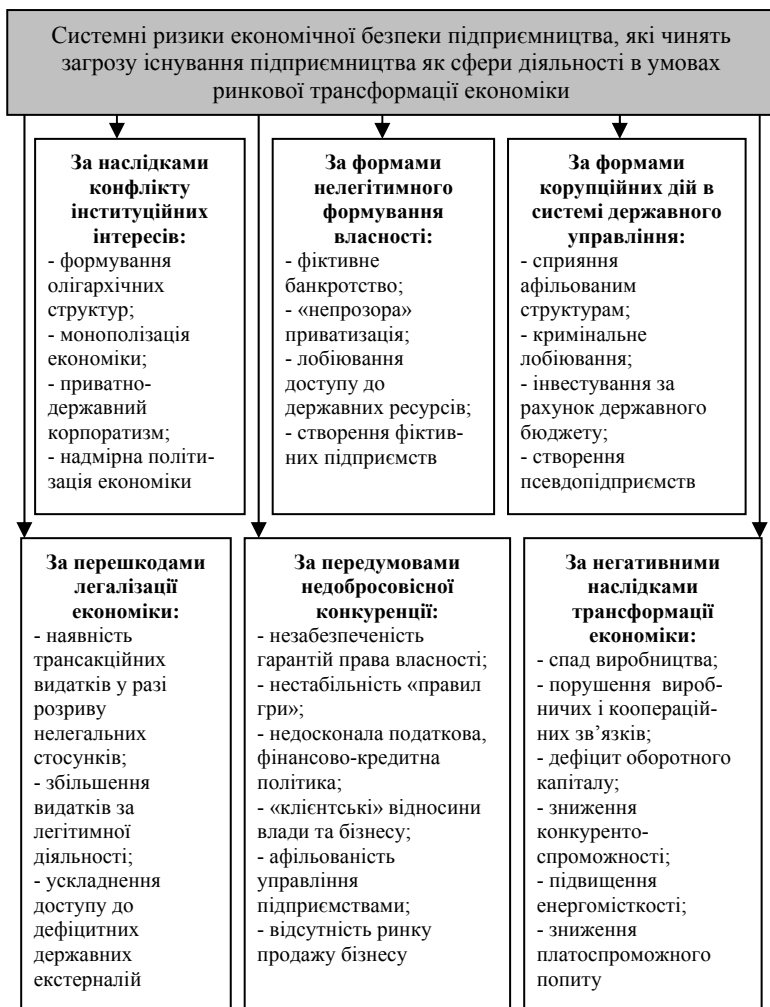 Системні ризики економічної безпеки підприємництва, які чинять
загрозу існування підприємництва як сфери діяльності в умовах
ринкової трансформації економіки
За наслідками
конфлікту
інституційних
інтересів:
- формування
олігархічних
структур;
- монополізація
економіки;
- приватно-
державний
корпоратизм;
- надмірна політи-
зація економіки
За формами
нелегітимного
формування
власності:
- фіктивне
банкротство;
- «непрозора»
приватизація;
- лобіювання
доступу до
державних ресурсів;
- створення фіктив-
них підприємств
За формами
корупційних дій в
системі державного
управління:
- сприяння
афільованим
структурам;
- кримінальне
лобіювання;
- інвестування за
рахунок державного
бюджету;
- створення
псевдопідприємств
За перешкодами
легалізації
економіки:
- наявність
трансакційних
видатків у разі
розриву
нелегальних
стосунків;
- збільшення
видатків за
легітимної
діяльності;
- ускладнення
доступу до
дефіцитних
державних
екстерналій
За передумовами
недобросовісної
конкуренції:
- незабезпеченість
гарантій права власності;
- нестабільність «правил
гри»;
- недосконала податкова,
фінансово-кредитна
політика;
- «клієнтські» відносини
влади та бізнесу;
- афільованість
управління
підприємствами;
- відсутність ринку
продажу бізнесу
За негативними
наслідками
трансформації
економіки:
- спад виробництва;
- порушення  вироб-
ничих і кооперацій-
них зв’язків;
- дефіцит оборотного
капіталу;
- зниження
конкуренто-
спроможності;
- підвищення
енергомісткості;
- зниження
платоспроможного
попиту